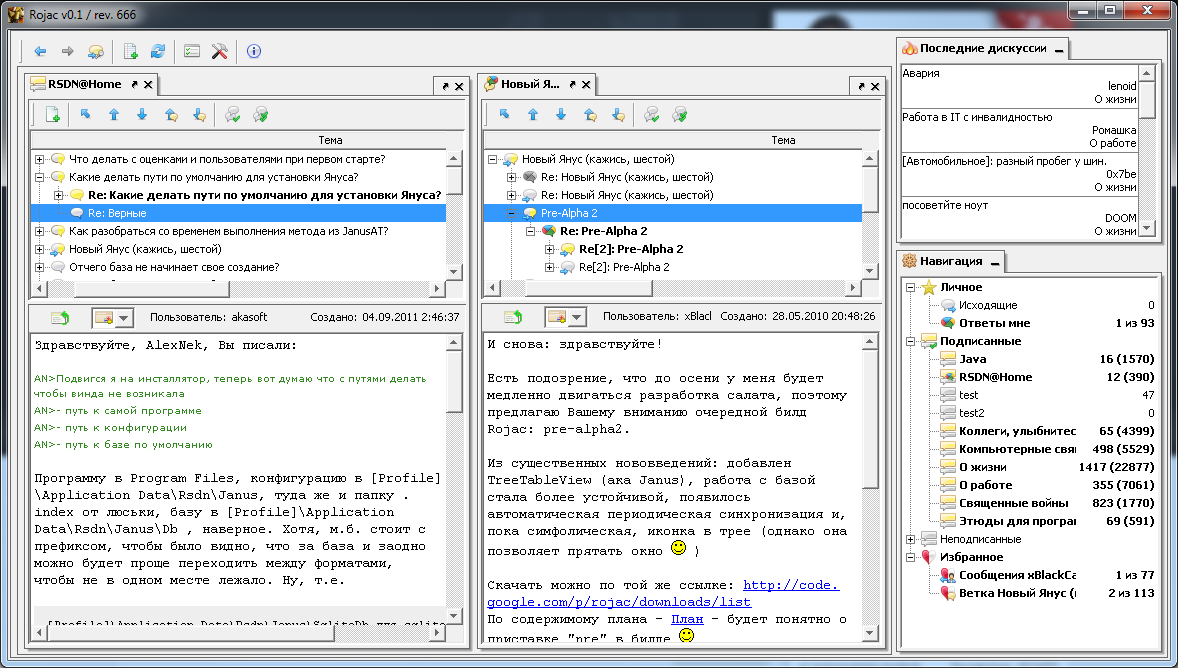 Rojac v0.1 / rev. 666
RSDN@Home
Тема
Что делать с оценками и пользователями при первом старте?
Какие делать пути по умолчанию для установки Януса?
Re: Какие делать пути по умолчанию для установки Януса?
Re: Верные
Как разобраться со временем выполнения метода из JanusAT?
Новый Янус (кажись, шестой)
Отчего база не начинает свое создание?
Пользователь: akasoft Создано: 04.09.2011 2:46:37
Здравствуйте, AlexNek, Вы писали:
AN>Подвигся я на инсталлятор, теперь вот думаю что с путями делать
чтобы винда не возникала
AN>- путь к самой программе
AN>- путь к конфигурации
AN>- путь к базе по умолчанию
Программу в Program Files, конфигурацию в [Profile]
\Application Data\Rsdn\Janus, туда же и папку .
index от люськи, базу в [Profile]\Application
Data\Rsdn\Janus\Db , наверное. Хотя, м.б. стоит с
префиксом, чтобы было видно, что за база и заодно
можно будет проще переходить между форматами,
чтобы не в одном месте лежало. Ну, т.е.
[Profile]\Application Data\Rsdn\Janus\SqliteDb для sqlite
Новый Я...
Тема
Новый Янус (кажись, шестой)
Re: Новый Янус (кажись, шестой)
Re: Новый Янус (кажись, шестой)
Pre-Alpha 2
Re: Pre-Alpha 2
Re[2]: Pre-Alpha 2
Re[2]: Pre-Alpha 2
Пользователь: xBlacl Создано: 28.05.2010 20:48:26
И снова: здравствуйте!
Есть подозрение, что до осени у меня будет
медленно двигаться разработка салата, поэтому
предлагаю Вашему вниманию очередной билд
Rojac: pre-alpha2.
Из существенных нововведений: добавлен
TreeTableView (aka Janus), работа с базой
стала более устойчивой, появилось
автоматическая периодическая синхронизация и,
пока симфолическая, иконка в трее (однако она
позволяет прятать окно )
Скачать можно по той же ссылке: http://code.
google.com/p/rojac/downloads/list
По содержимому плана - План - будет понятно о
приставке "pre" в билде
Последние дискуссии
Авария
lenoid
О жизни
Работа в IT с инвалидностью
Ромашка
О работе
[Автомобильное]: разный пробег у шин.
0x7be
О жизни
посоветйте ноут
DOOM
О жизни
Навигация
Личное
Исходящие 0
Ответы мне 1 из 93
Подписанные
Java 16 (1570)
RSDN@Home 12 (390)
test 47
test2 0
Коллеги, улыбнитес 65 (4399)
Компьютерные свя 498 (5529)
О жизни 1417 (22877)
О работе 355 (7061)
Священные войны 823 (1770)
Этюды для програм 69 (591)
Неподписанные
Избранное
Сообщения xBlackCa 1 из 77
Ветка Новый Янус (к 2 из 113